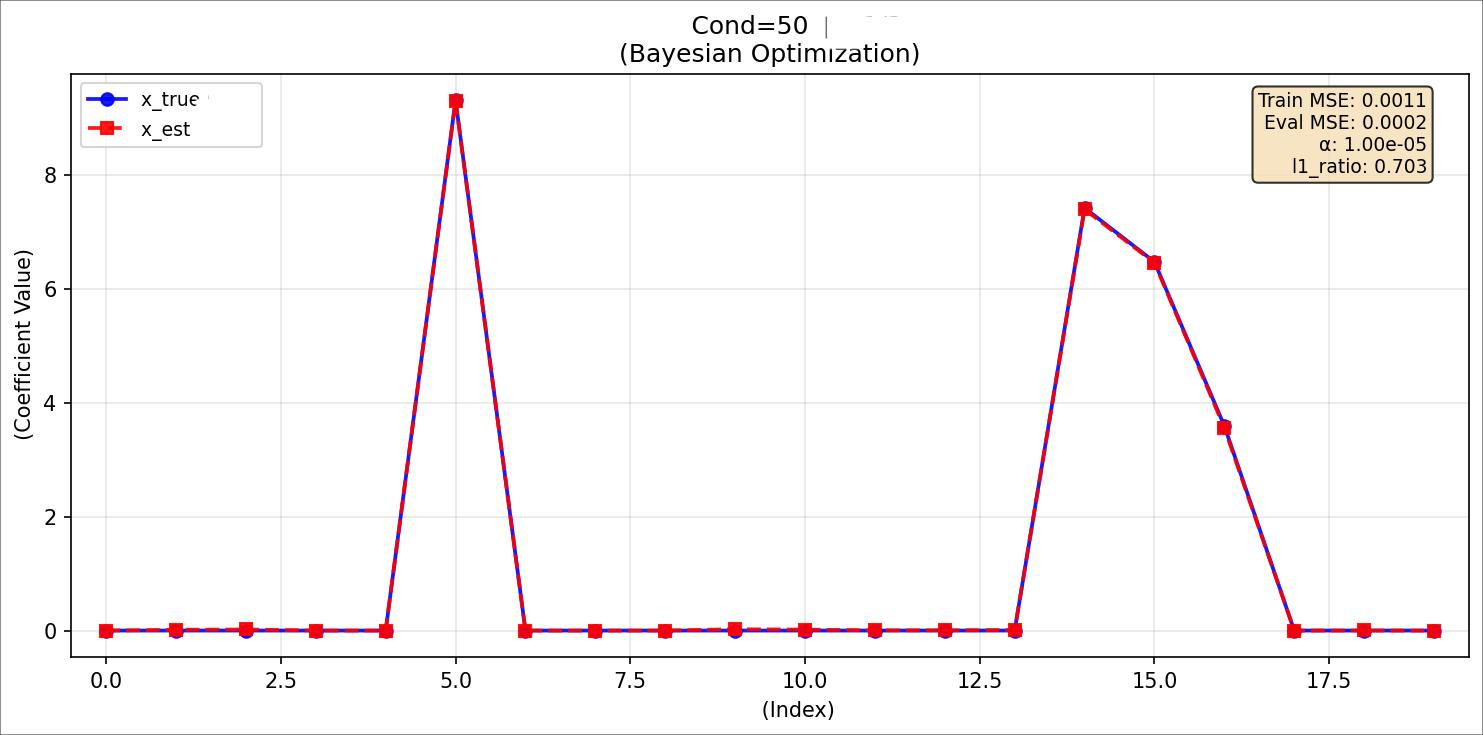 Cond=50 |
(Bayesian Optimization)
x_true
x_est
Train MSE: 0.0011
Eval MSE: 0.0002
α: 1.00e-05
l1_ratio: 0.703
(Coefficient Value)
8
6
4
2
0
0.0 2.5 5.0 7.5 10.0 12.5 15.0 17.5
(Index)